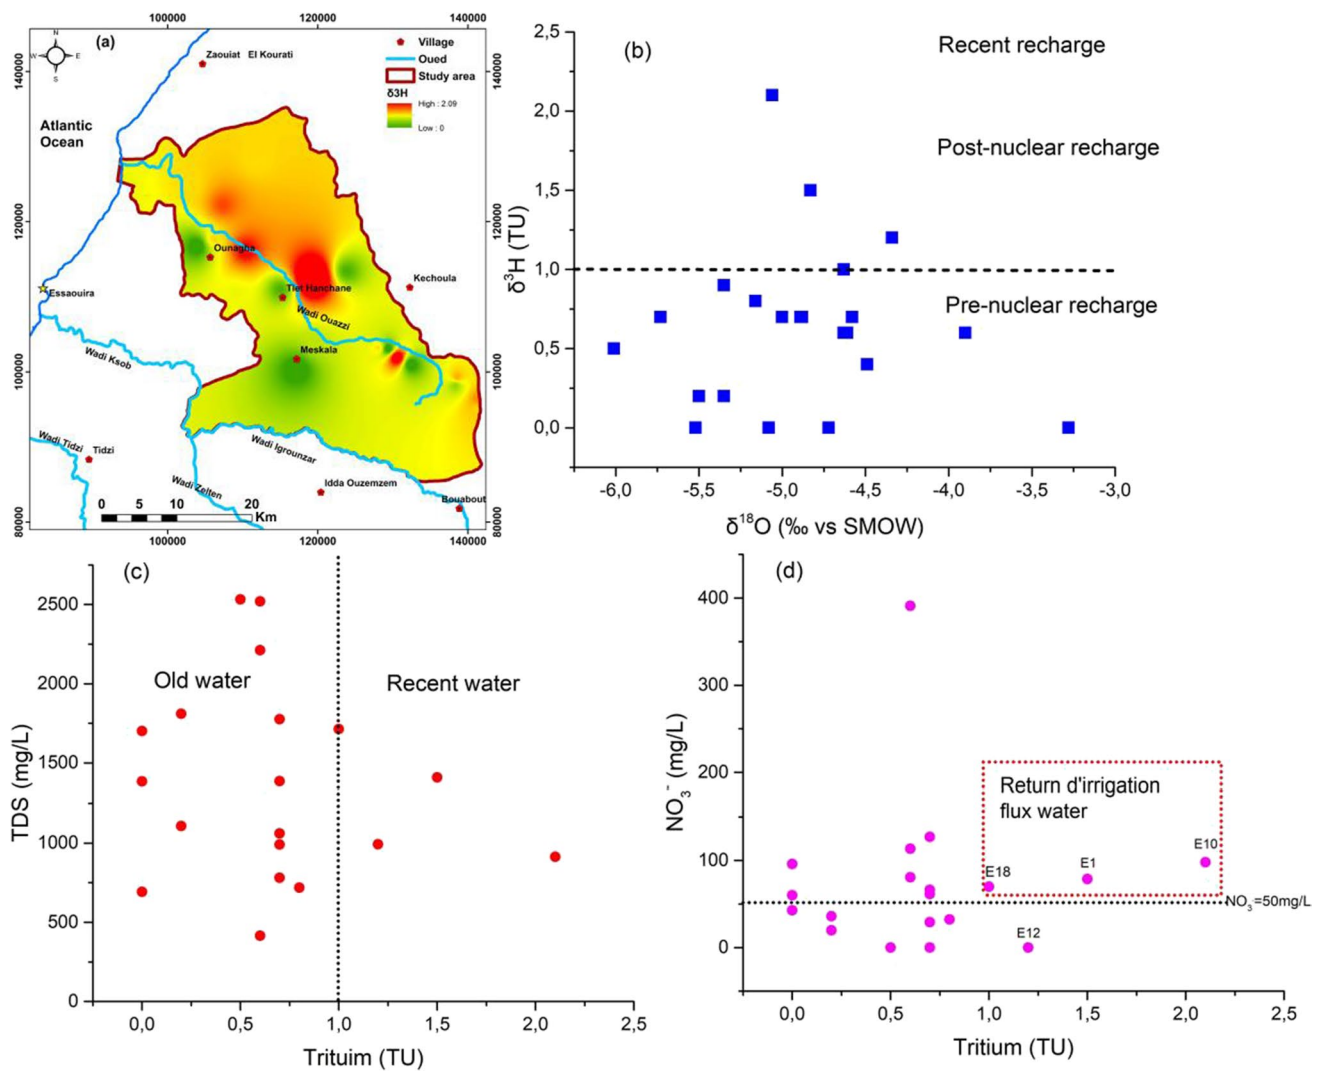 100000 120000 140000
(a)
N
W E
S
140000
120000
100000
80000
Atlantic
Ocean
Zaouiat El Kourati
Village
Oued
Study area
δ3H
High : 2.09
Low : 0
140000
120000
100000
80000
Ounagha
Kechoula
Essaouira
Tlet Hanchane
Wadi Ouazzi
Meskala
Wadi Ksob
Wadi Tidzi
Tidzi
Wadi Igrounzar
Wadi Zelten
Idda Ouzemzem
Bouabout
0 5 10 20
Km
100000 120000 140000
(b)
Recent recharge
Post-nuclear recharge
Pre-nuclear recharge
2,5
2,0
1,5
1,0
0,5
0,0
δ³H (TU)
-6,0 -5,5 -5,0 -4,5 -4,0 -3,5 -3,0
δ¹⁸O (‰ vs SMOW)
(c)
2500
2000
1500
1000
500
0
TDS (mg/L)
Old water
Recent water
0,0 0,5 1,0 1,5 2,0 2,5
Trituim (TU)
(d)
400
300
200
100
0
NO₃⁻ (mg/L)
Return d'irrigation
flux water
E10
E18
E1
NO₃=50mg/L
E12
0,0 0,5 1,0 1,5 2,0 2,5
Tritium (TU)